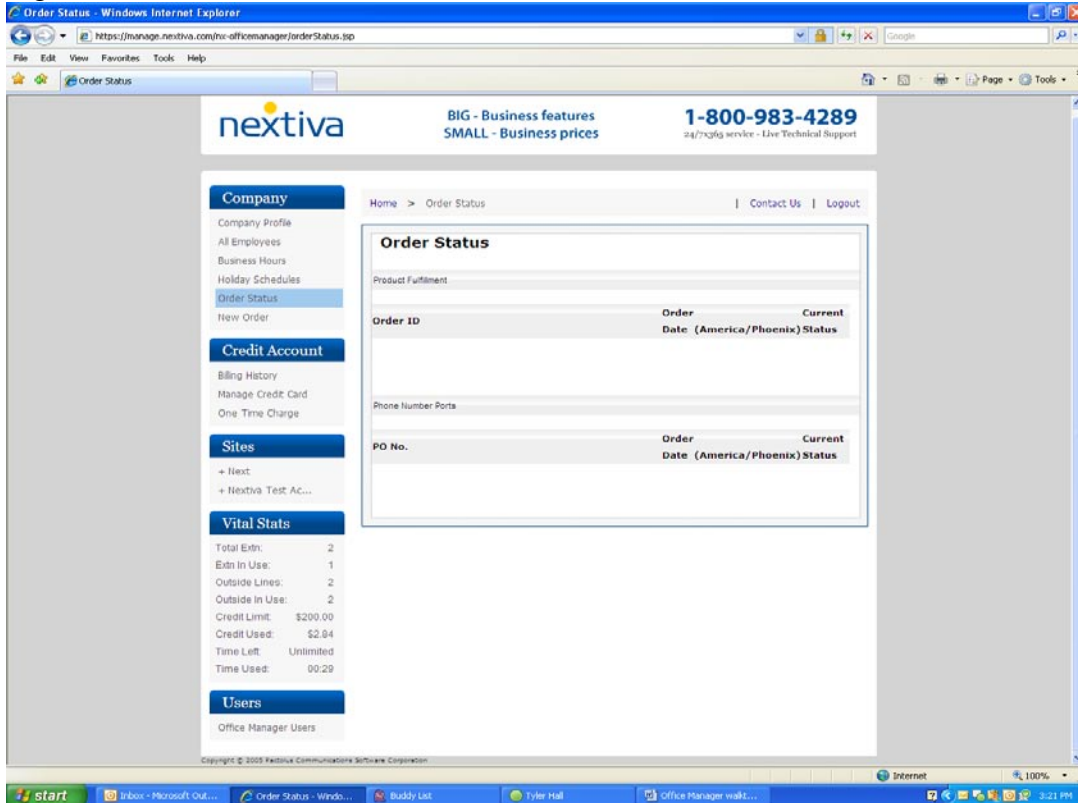 Order Status - Windows Internet Explorer
https://manage.nextiva.com/nx-officemanager/orderStatus.jsp
Google
File Edit View Favorites Tools Help
Order Status
Page Tools
nextiva
BIG - Business features
SMALL - Business prices
1-800-983-4289
24/7x365 service - Live Technical Support
Company
Company Profile
All Employees
Business Hours
Holiday Schedules
Order Status
New Order
Credit Account
Billing History
Manage Credit Card
One Time Charge
Sites
+ Next
+ Nextiva Test Ac...
Vital Stats
Total Extn: 2
Extn In Use: 1
Outside Lines: 2
Outside In Use: 2
Credit Limit: $200.00
Credit Used: $2.84
Time Left: Unlimited
Time Used: 00:29
Users
Office Manager Users
Home > Order Status | Contact Us | Logout
Order Status
Product Fulfilment
Order ID
Order Current
Date (America/Phoenix) Status
Phone Number Ports
PO No.
Order Current
Date (America/Phoenix) Status
Copyright © 2005 Communications Software Corporation
Internet 100%
start
Inbox - Microsoft Out...
Order Status - Windo...
Buddy List
Tyler Hall
Office Manager walkt...
3:21 PM